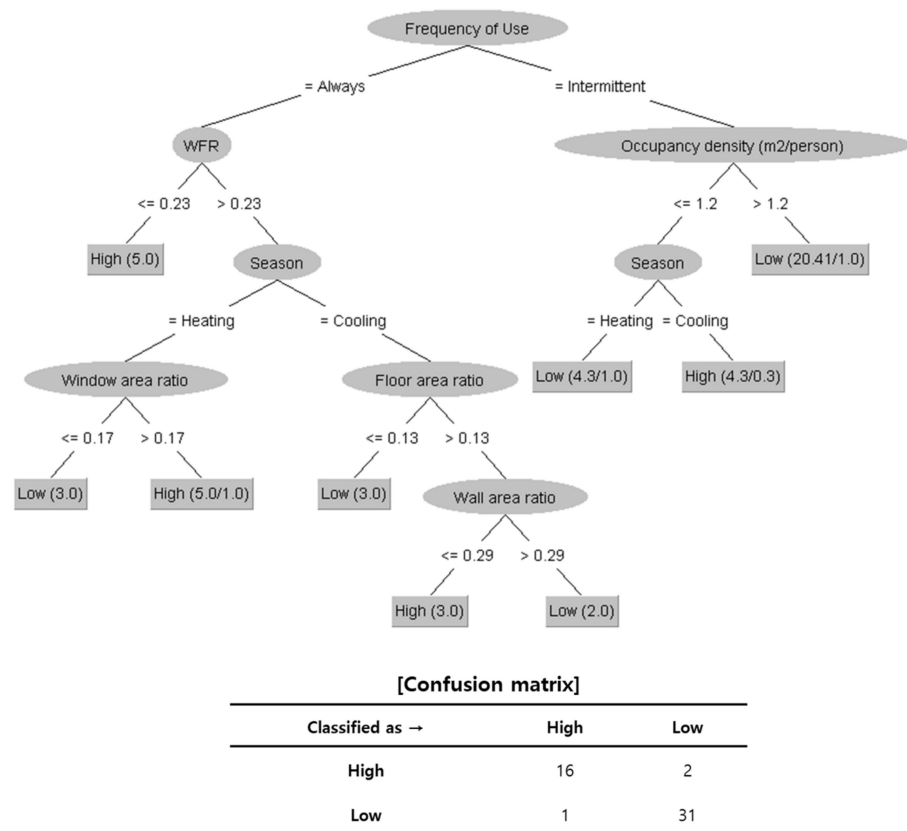 Frequency of Use
= Always = Intermittent
WFR Occupancy density (m2/person)
<= 0.23 > 0.23 <= 1.2 > 1.2
High (5.0) Season Season Low (20.41/1.0)
= Heating = Cooling = Heating = Cooling
Window area ratio Floor area ratio Low (4.3/1.0) High (4.3/0.3)
<= 0.17 > 0.17 <= 0.13 > 0.13
Low (3.0) High (5.0/1.0) Low (3.0) Wall area ratio
<= 0.29 > 0.29
High (3.0) Low (2.0)
[Confusion matrix]
Classified as → High Low
High 16 2
Low 1 31